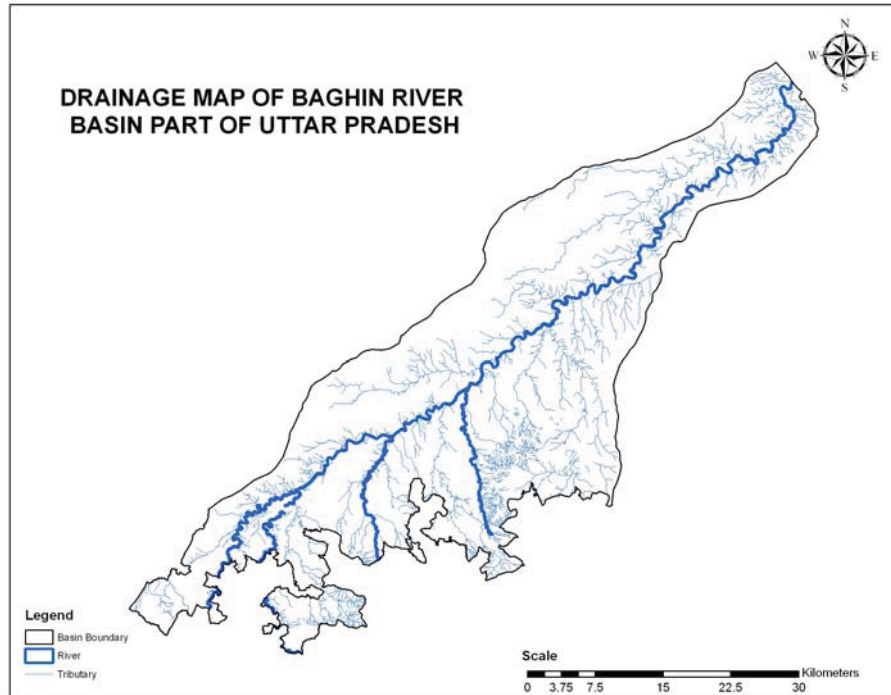 DRAINAGE MAP OF BAGHIN RIVER
BASIN PART OF UTTAR PRADESH
N
W E
S
Legend
Basin Boundary
River
Tributary
Scale
Kilometers
0 3.75 7.5 15 22.5 30